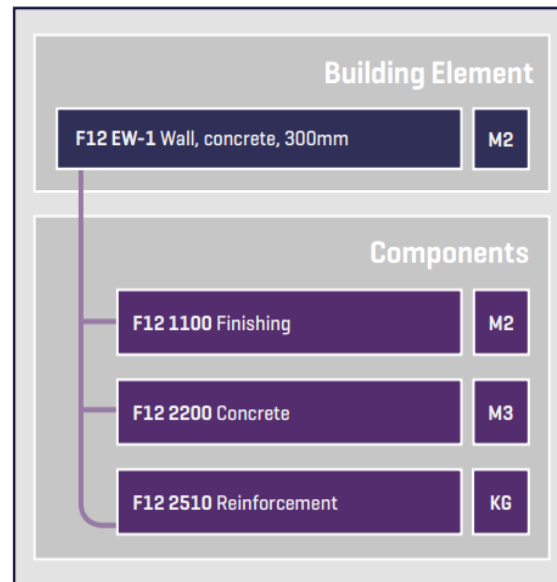 Building Element
F12 EW-1 Wall, concrete, 300mm M2
Components
F12 1100 Finishing M2
F12 2200 Concrete M3
F12 2510 Reinforcement KG